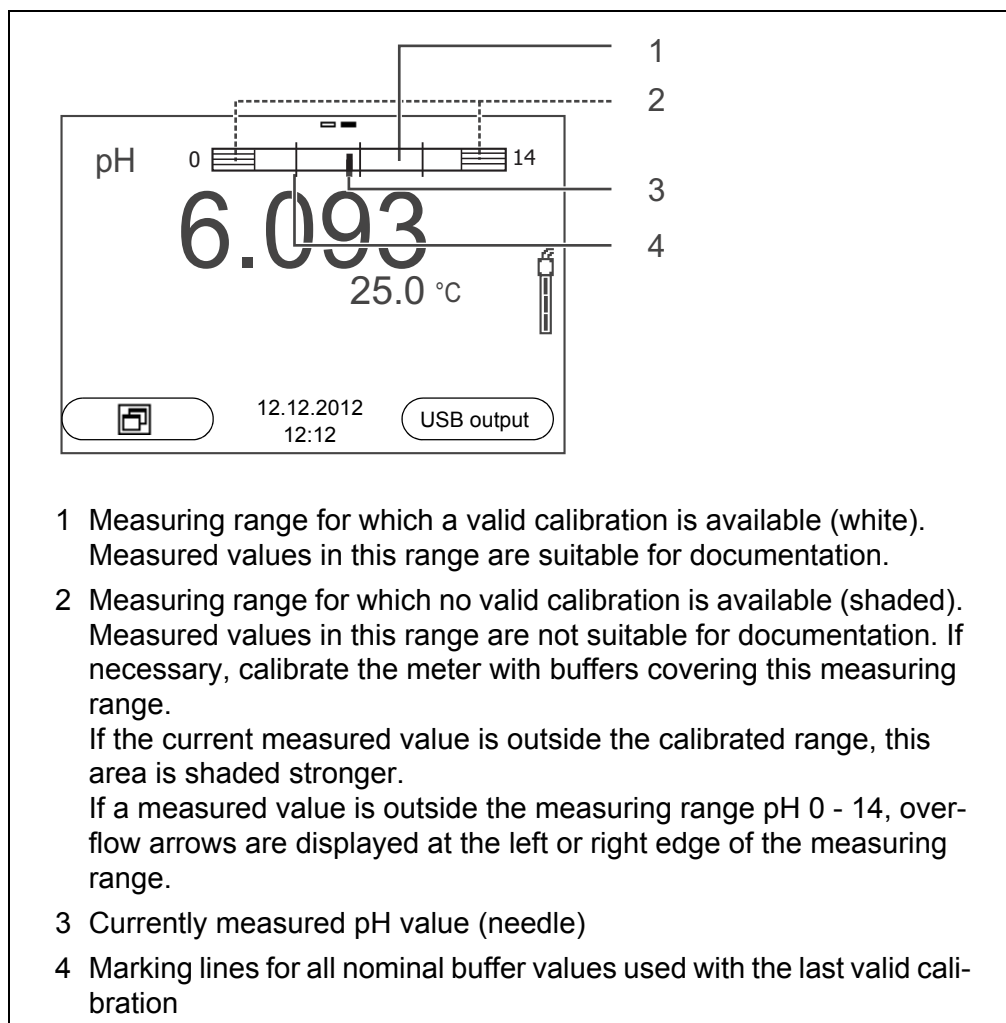 1
2
pH 0 14
3
6.093
4
25.0 °C
12.12.2012
12:12
USB output
1 Measuring range for which a valid calibration is available (white).
Measured values in this range are suitable for documentation.
2 Measuring range for which no valid calibration is available (shaded).
Measured values in this range are not suitable for documentation. If
necessary, calibrate the meter with buffers covering this measuring
range.
If the current measured value is outside the calibrated range, this
area is shaded stronger.
If a measured value is outside the measuring range pH 0 - 14, over-
flow arrows are displayed at the left or right edge of the measuring
range.
3 Currently measured pH value (needle)
4 Marking lines for all nominal buffer values used with the last valid cali-
bration